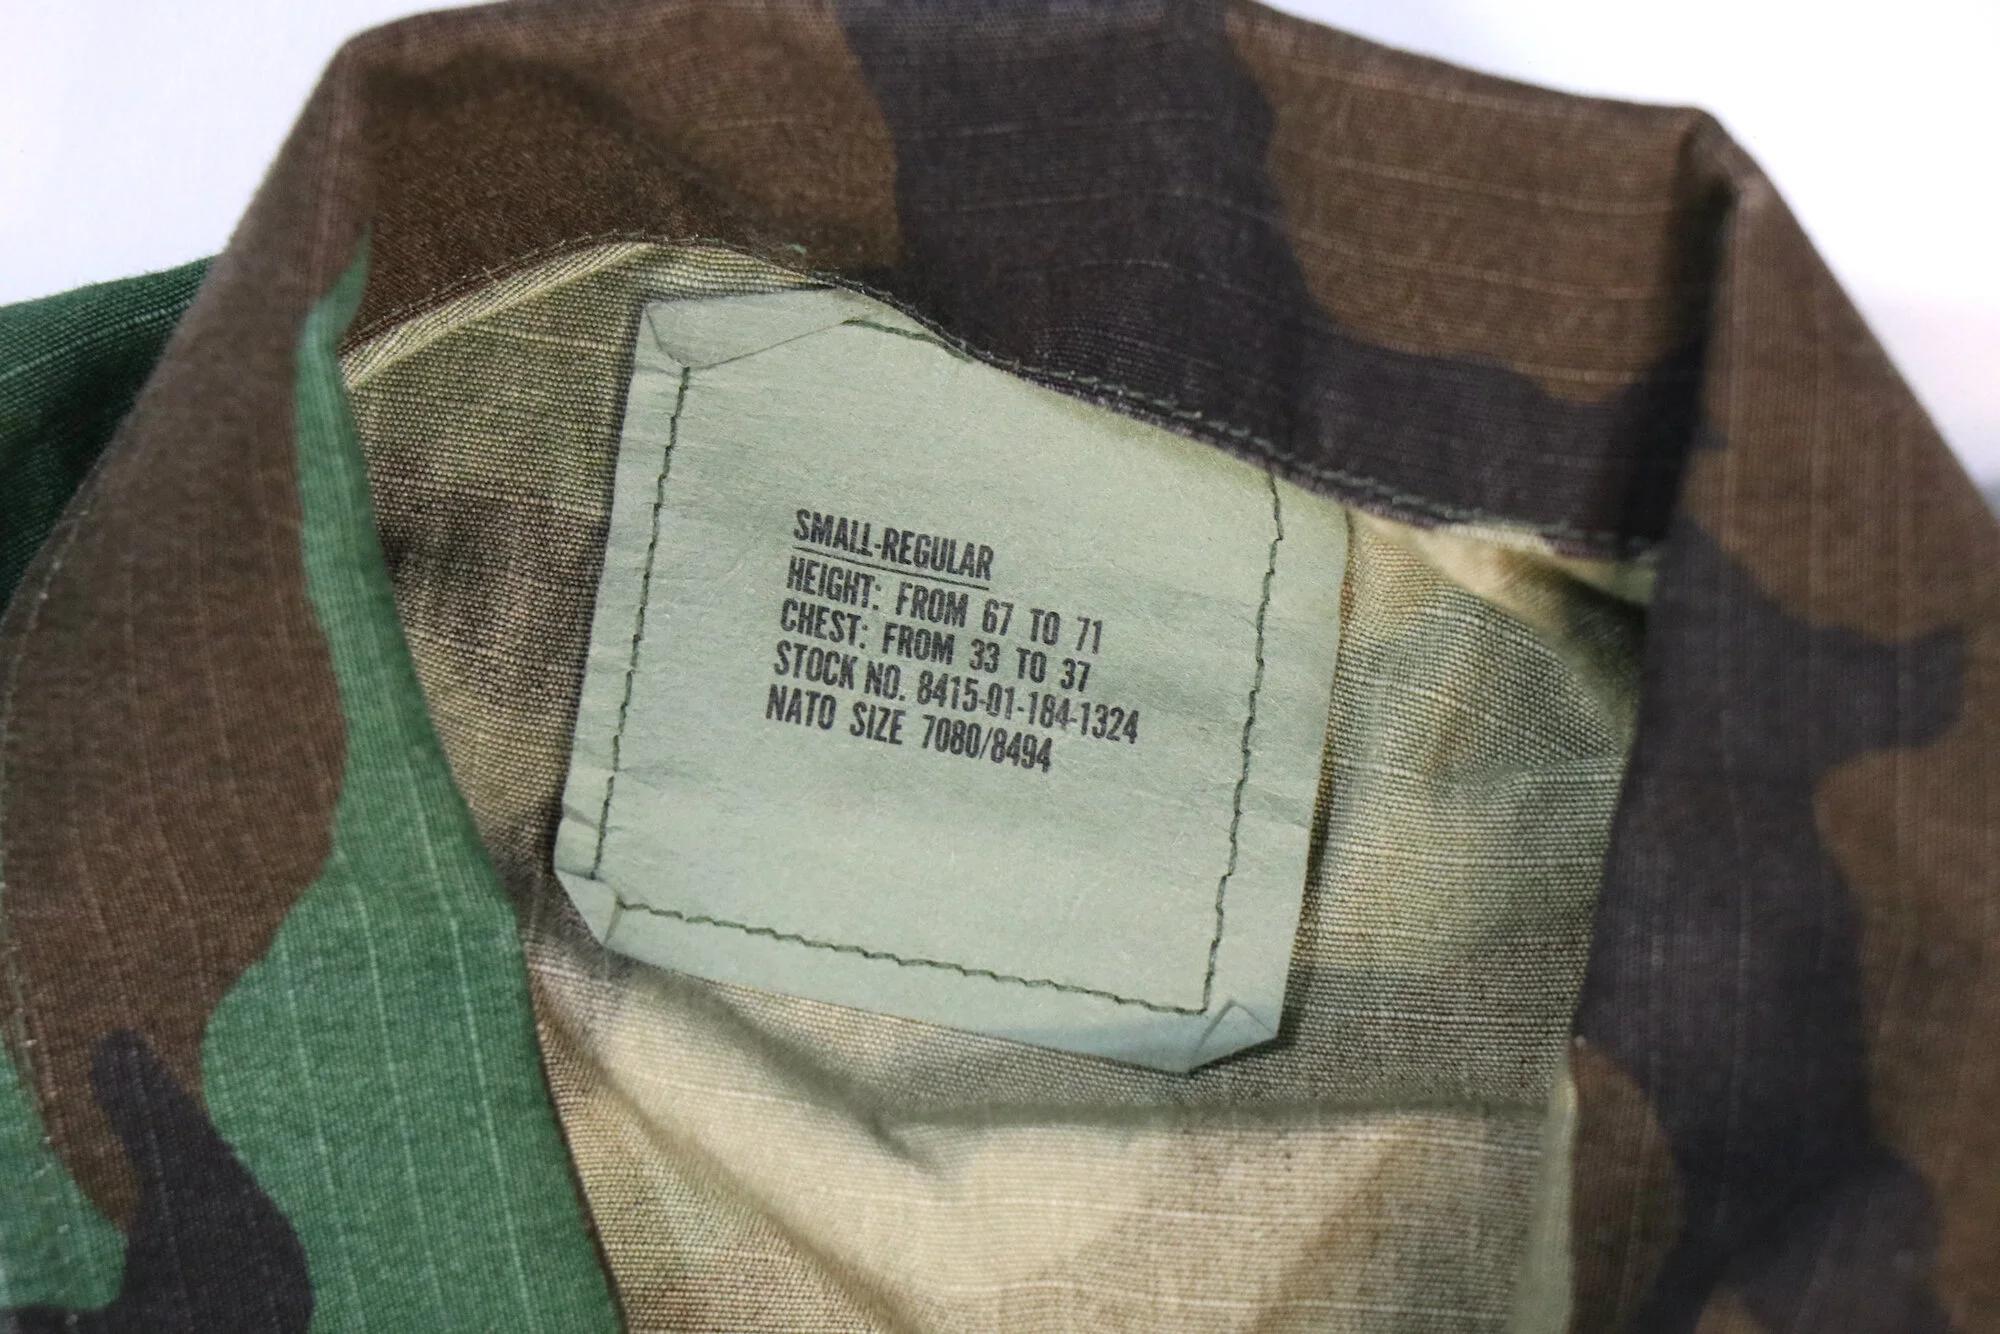 SMALL-REGULAR
HEIGHT: FROM 67 TO 71
CHEST: FROM 33 TO 37
STOCK NO. 8415-01-184-1324
NATO SIZE 7080/8494